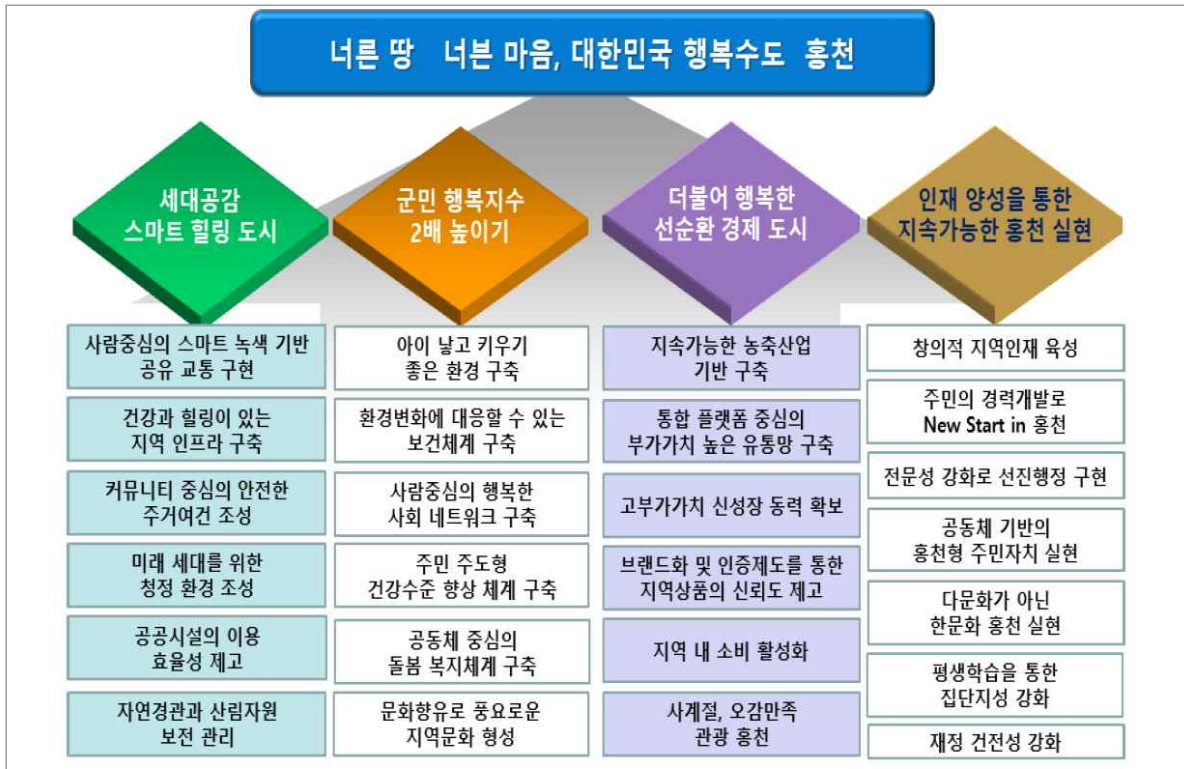 너른 땅 너븐 마음, 대한민국 행복수도 홍천
세대공감
스마트 힐링 도시
군민 행복지수
2배 높이기
더불어 행복한
선순환 경제 도시
인재 양성을 통한
지속가능한 홍천 실현
사람중심의 스마트 녹색 기반
공유 교통 구현
건강과 힐링이 있는
지역 인프라 구축
커뮤니티 중심의 안전한
주거여건 조성
미래 세대를 위한
청정 환경 조성
공공시설의 이용
효율성 제고
자연경관과 산림자원
보전 관리
아이 낳고 키우기
좋은 환경 구축
환경변화에 대응할 수 있는
보건체계 구축
사람중심의 행복한
사회 네트워크 구축
주민 주도형
건강수준 향상 체계 구축
공동체 중심의
돌봄 복지체계 구축
문화향유로 풍요로운
지역문화 형성
지속가능한 농축산업
기반 구축
통합 플랫폼 중심의
부가가치 높은 유통망 구축
고부가가치 신성장 동력 확보
브랜드화 및 인증제도를 통한
지역상품의 신뢰도 제고
지역 내 소비 활성화
사계절, 오감만족
관광 홍천
창의적 지역인재 육성
주민의 경력개발로
New Start in 홍천
전문성 강화로 선진행정 구현
공동체 기반의
홍천형 주민자치 실현
다문화가 아닌
한문화 홍천 실현
평생학습을 통한
집단지성 강화
재정 건전성 강화